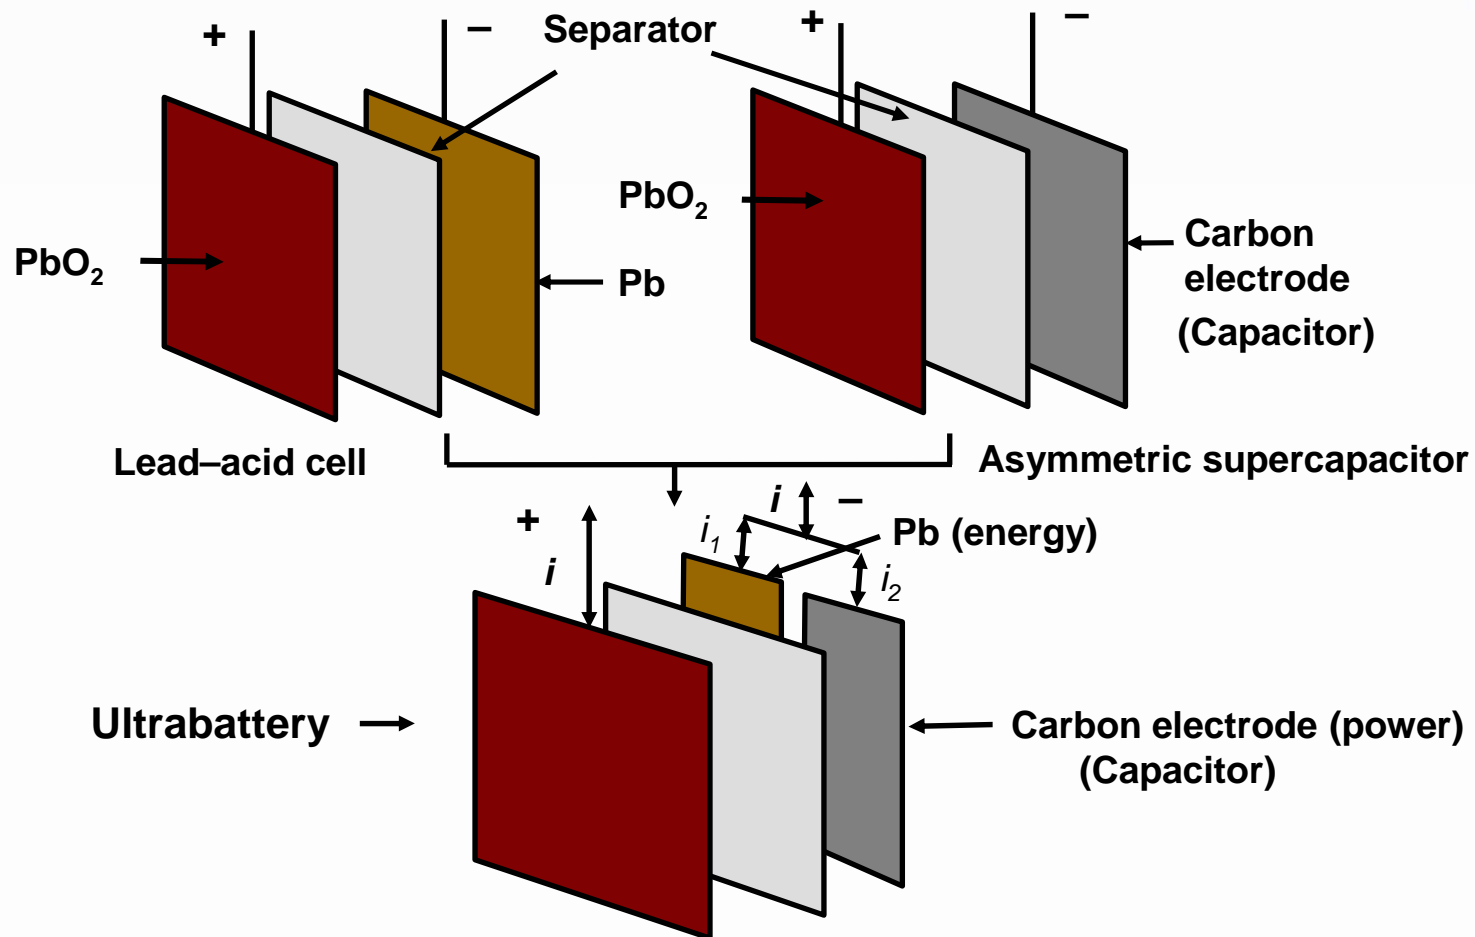 +
–
Separator
+
–
PbO₂
Pb
PbO₂
Carbon
electrode
(Capacitor)
Lead–acid cell
Asymmetric supercapacitor
+
i
i
–
i₁
Pb (energy)
i₂
Ultrabattery
Carbon electrode (power)
(Capacitor)